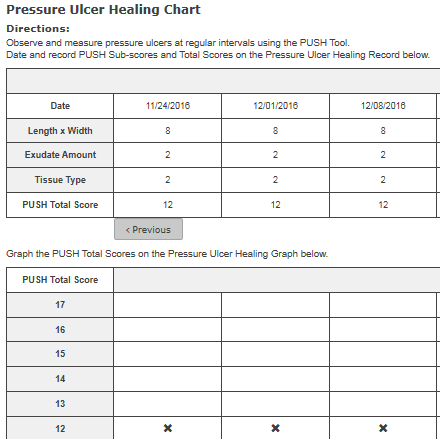 Pressure Ulcer Healing Chart
Directions:
Observe and measure pressure ulcers at regular intervals using the PUSH Tool.
Date and record PUSH Sub-scores and Total Scores on the Pressure Ulcer Healing Record below.
Date 11/24/2016 12/01/2016 12/08/2016
Length x Width 8 8 8
Exudate Amount 2 2 2
Tissue Type 2 2 2
PUSH Total Score 12 12 12
< Previous
Graph the PUSH Total Scores on the Pressure Ulcer Healing Graph below.
PUSH Total Score
17
16
15
14
13
12 ✖ ✖ ✖